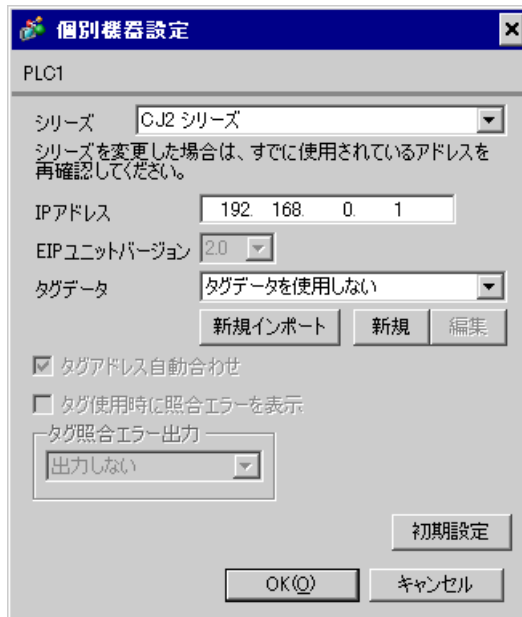 個別機器設定
PLC1
シリーズ CJ2 シリーズ
シリーズを変更した場合は、すでに使用されているアドレスを
再確認してください。
IPアドレス 192. 168. 0. 1
EIPユニットバージョン 2.0
タグデータ タグデータを使用しない
新規インポート 新規 編集
タグアドレス自動合わせ
タグ使用時に照合エラーを表示
タグ照合エラー出力
出力しない
初期設定
OK(O) キャンセル